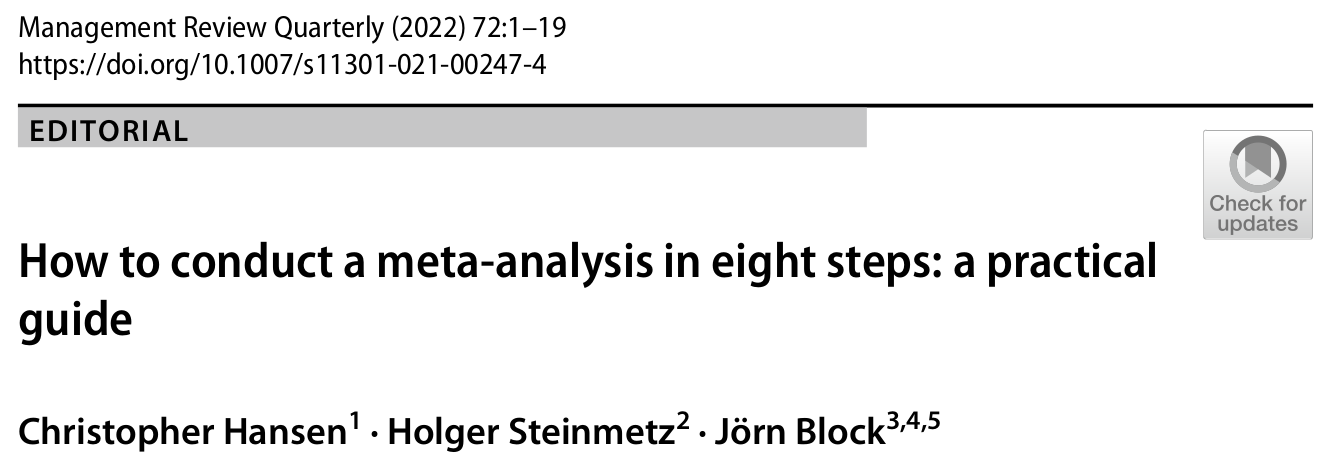 Management Review Quarterly (2022) 72:1–19
https://doi.org/10.1007/s11301-021-00247-4
EDITORIAL
Check for
updates
How to conduct a meta-analysis in eight steps: a practical
guide
Christopher Hansen1 · Holger Steinmetz2 · Jörn Block3,4,5